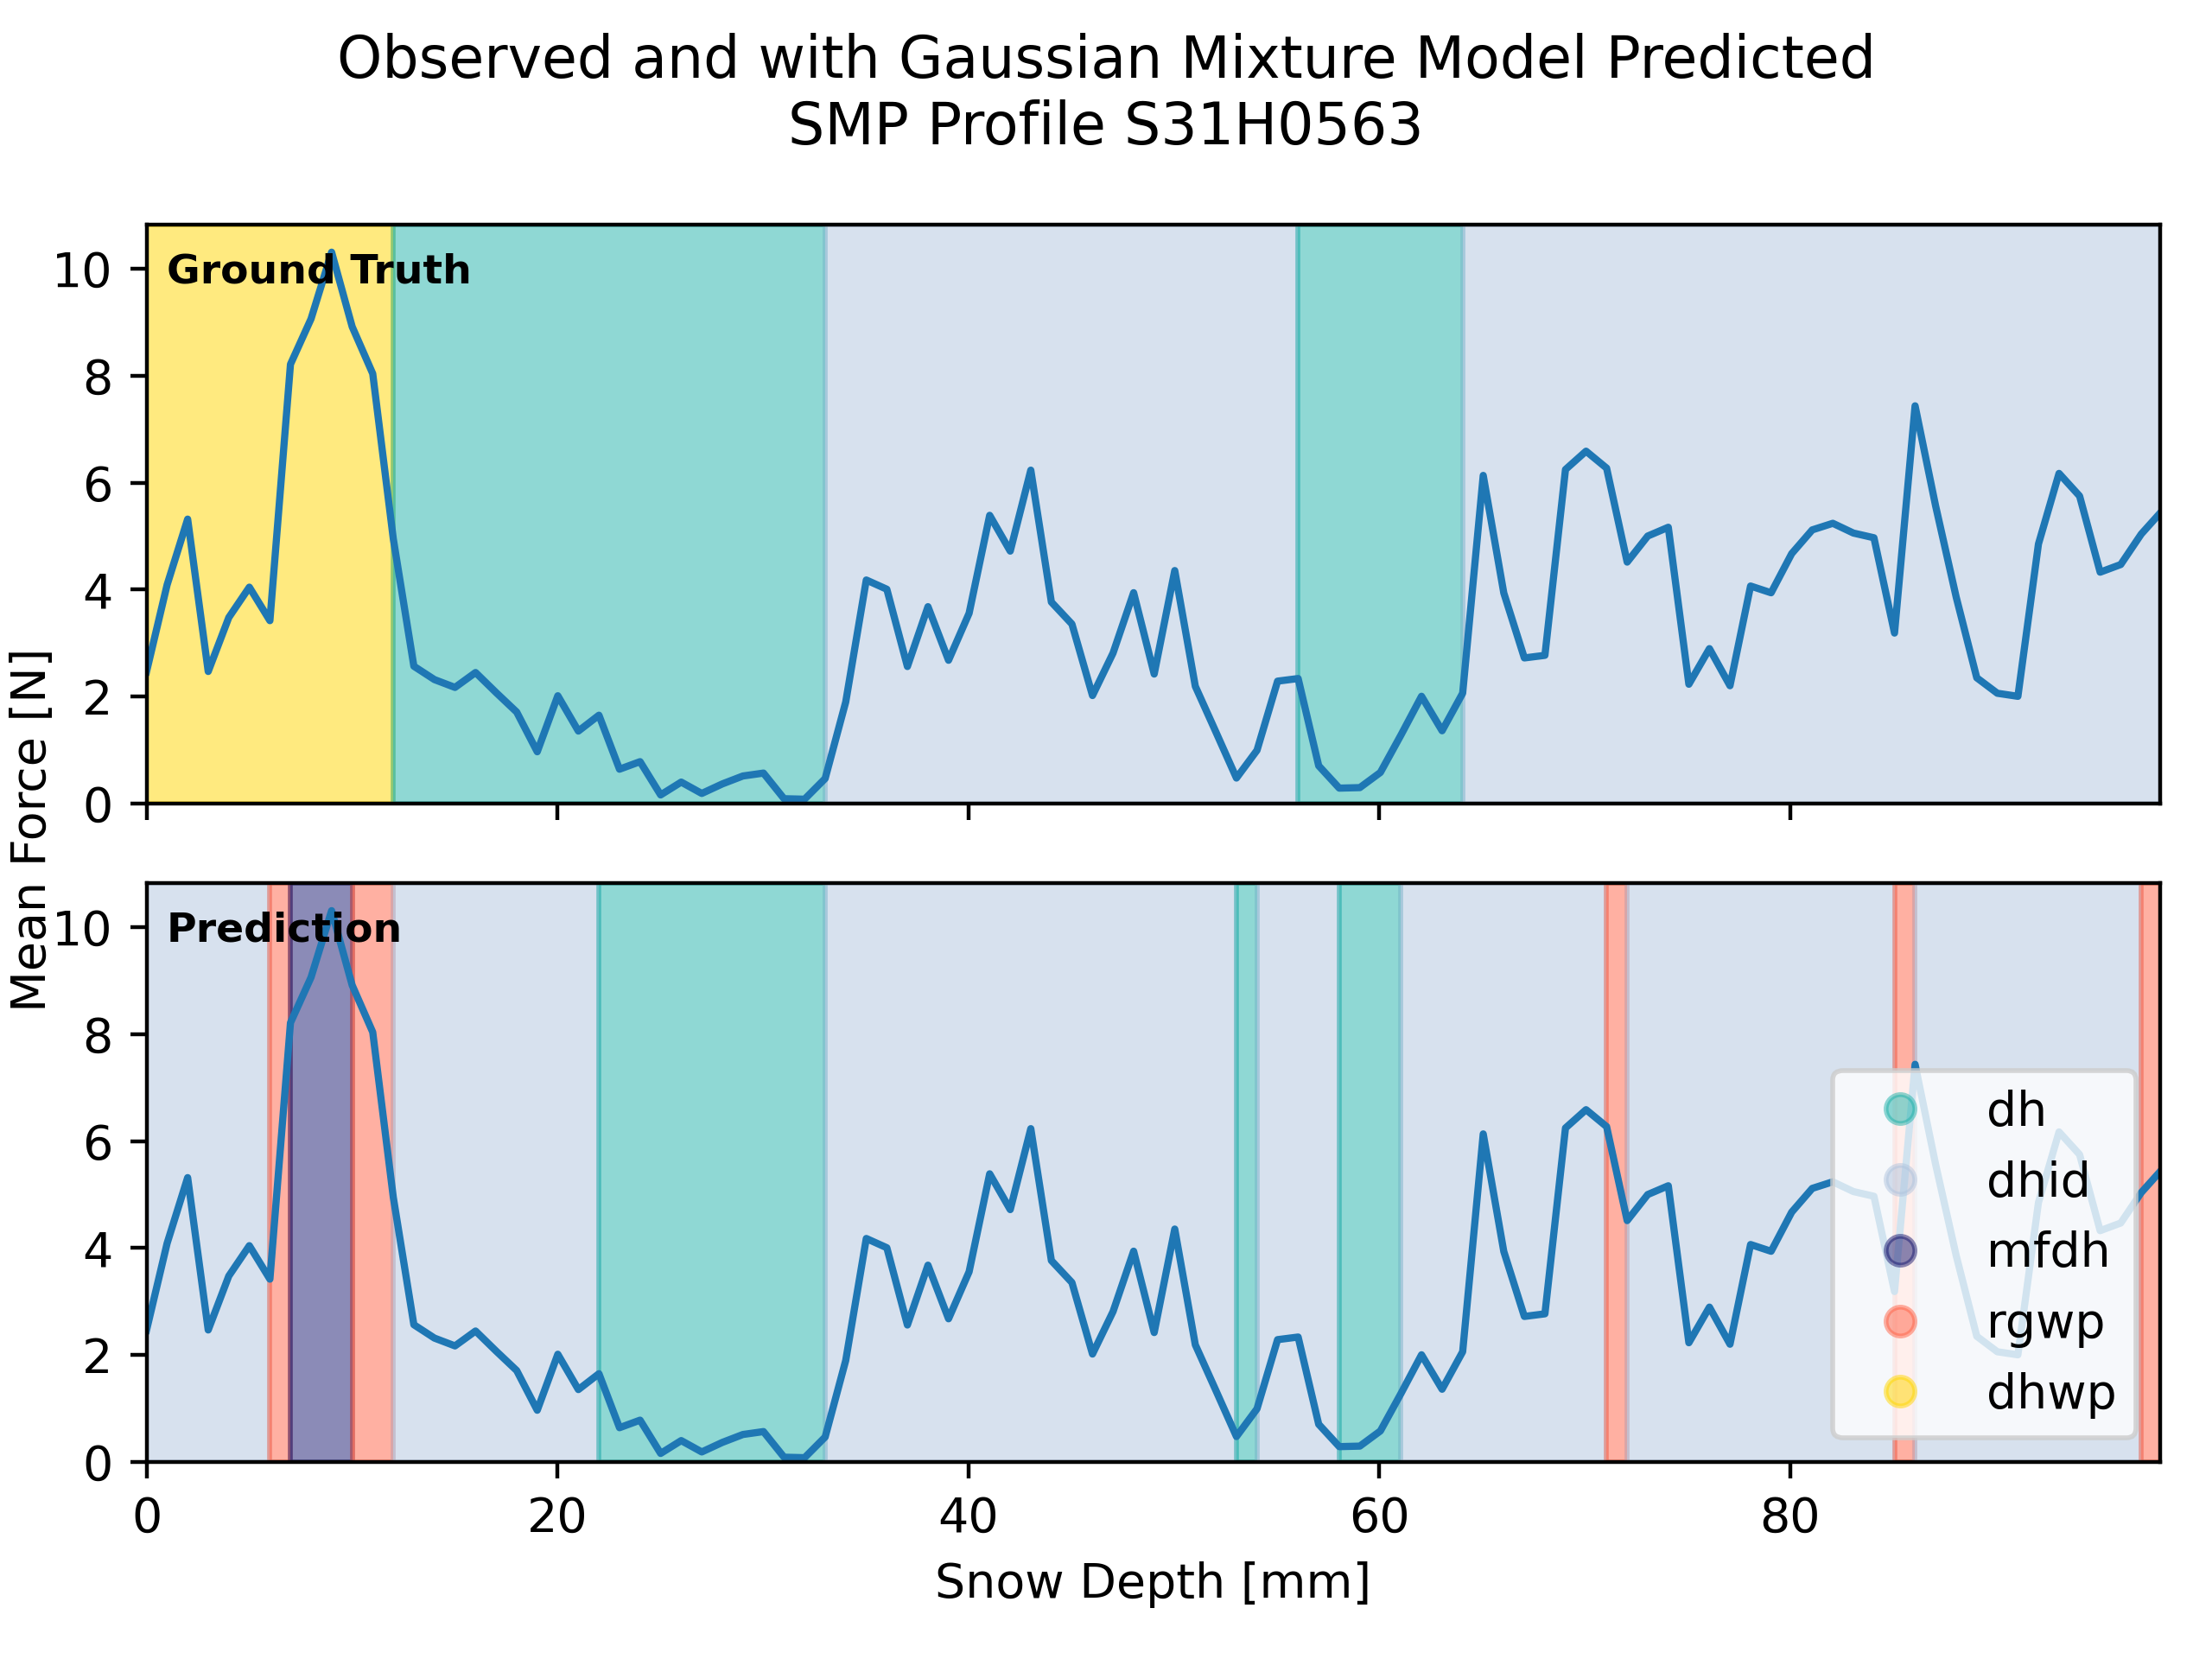 Observed and with Gaussian Mixture Model Predicted
SMP Profile S31H0563
Mean Force [N]
10
8
6
4
2
0
Ground Truth
10
8
6
4
2
0
Prediction
dh
dhid
mfdh
rgwp
dhwp
0 20 40 60 80
Snow Depth [mm]